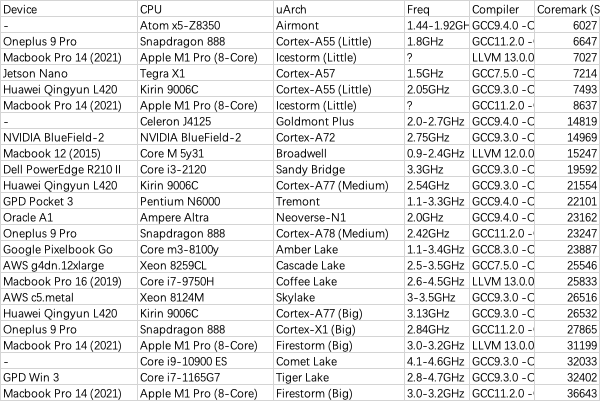 Device CPU uArch Freq Compiler Coremark (S
- Atom x5-Z8350 Airmont 1.44-1.92GH GCC9.4.0 -C 6027
Oneplus 9 Pro Snapdragon 888 Cortex-A55 (Little) 1.8GHz GCC11.2.0 - 6647
Macbook Pro 14 (2021) Apple M1 Pro (8-Core) Icestorm (Little) ? LLVM 13.0.0 7027
Jetson Nano Tegra X1 Cortex-A57 1.5GHz GCC7.5.0 -C 7214
Huawei Qingyun L420 Kirin 9006C Cortex-A55 (Little) 2.05GHz GCC9.3.0 -C 7493
Macbook Pro 14 (2021) Apple M1 Pro (8-Core) Icestorm (Little) ? GCC11.2.0 - 8637
- Celeron J4125 Goldmont Plus 2.0-2.7GHz GCC9.4.0 -C 14819
NVIDIA BlueField-2 NVIDIA BlueField-2 Cortex-A72 2.75GHz GCC9.3.0 -C 14969
Macbook 12 (2015) Core M 5y31 Broadwell 0.9-2.4GHz LLVM 12.0.0 15247
Dell PowerEdge R210 II Core i3-2120 Sandy Bridge 3.3GHz GCC9.3.0 -C 19592
Huawei Qingyun L420 Kirin 9006C Cortex-A77 (Medium) 2.54GHz GCC9.3.0 -C 21554
GPD Pocket 3 Pentium N6000 Tremont 1.1-3.3GHz GCC9.4.0 -C 22101
Oracle A1 Ampere Altra Neoverse-N1 2.0GHz GCC9.4.0 -C 23162
Oneplus 9 Pro Snapdragon 888 Cortex-A78 (Medium) 2.42GHz GCC11.2.0 - 23247
Google Pixelbook Go Core m3-8100y Amber Lake 1.1-3.4GHz GCC8.3.0 -C 23887
AWS g4dn.12xlarge Xeon 8259CL Cascade Lake 2.5-3.5GHz GCC7.5.0 -C 25546
Macbook Pro 16 (2019) Core i7-9750H Coffee Lake 2.6-4.5GHz LLVM 13.0.0 25833
AWS c5.metal Xeon 8124M Skylake 3-3.5GHz GCC9.3.0 -C 26516
Huawei Qingyun L420 Kirin 9006C Cortex-A77 (Big) 3.13GHz GCC9.3.0 -C 26532
Oneplus 9 Pro Snapdragon 888 Cortex-X1 (Big) 2.84GHz GCC11.2.0 - 27865
Macbook Pro 14 (2021) Apple M1 Pro (8-Core) Firestorm (Big) 3.0-3.2GHz LLVM 13.0.0 31199
- Core i9-10900 ES Comet Lake 4.1-4.6GHz GCC9.3.0 -C 32033
GPD Win 3 Core i7-1165G7 Tiger Lake 2.8-4.7GHz GCC9.3.0 -C 32402
Macbook Pro 14 (2021) Apple M1 Pro (8-Core) Firestorm (Big) 3.0-3.2GHz GCC11.2.0 - 36643